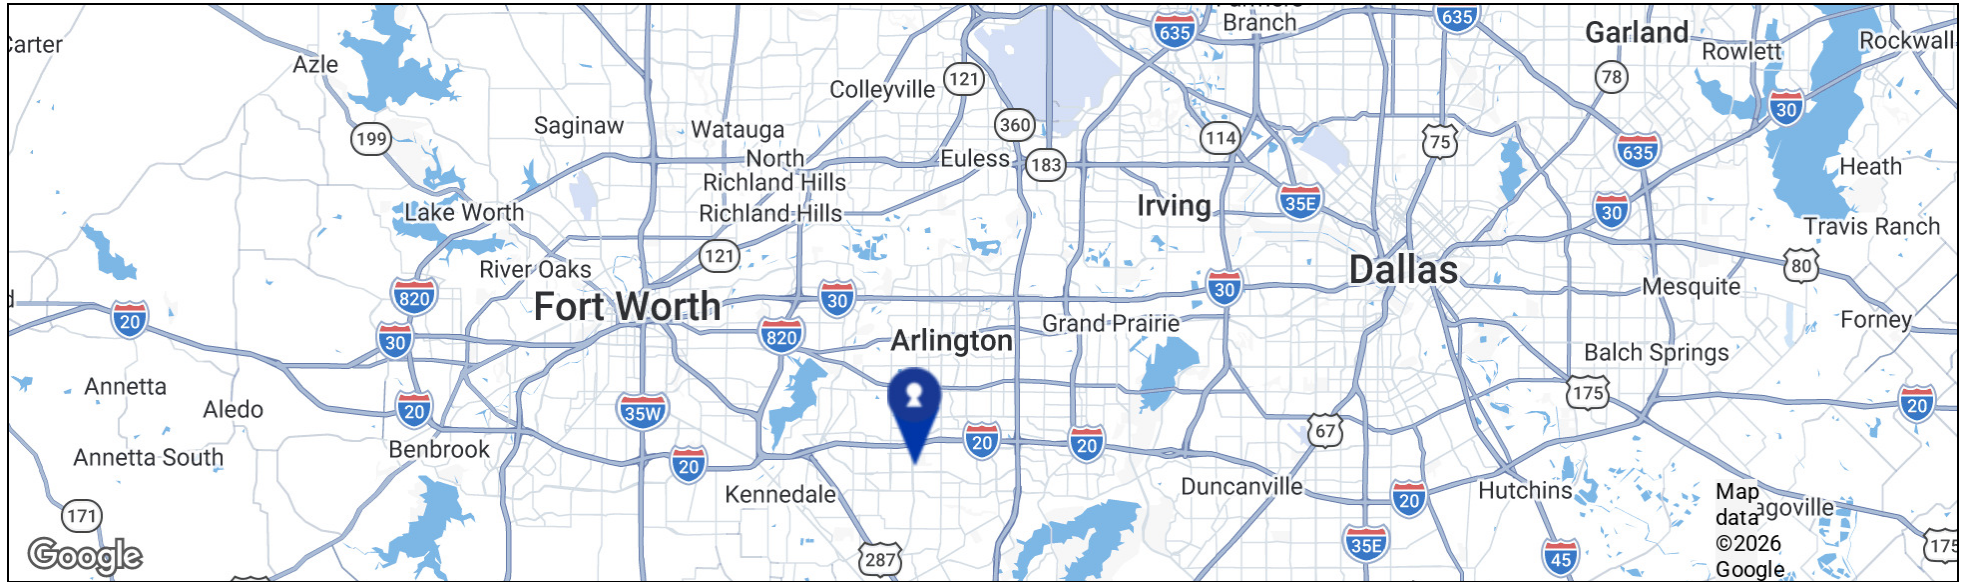 Farmers
Branch
635
635
Garland
Rowlett
Rockwall
Carter
Azle
Colleyville
121
78
30
Saginaw
Watauga
360
199
114
75
635
North
Richland Hills
Euless
183
Heath
Lake Worth
Richland Hills
Irving
35E
30
Travis Ranch
121
River Oaks
Dallas
80
820
Fort Worth
30
30
Mesquite
20
30
820
Arlington
Grand Prairie
Forney
Balch Springs
Annetta
Aledo
20
35W
175
20
67
Benbrook
Annetta South
20
20
20
Kennedale
Duncanville
20
Hutchins
171
287
35E
45
175
agoville
Google
Map
data
©2026
Google